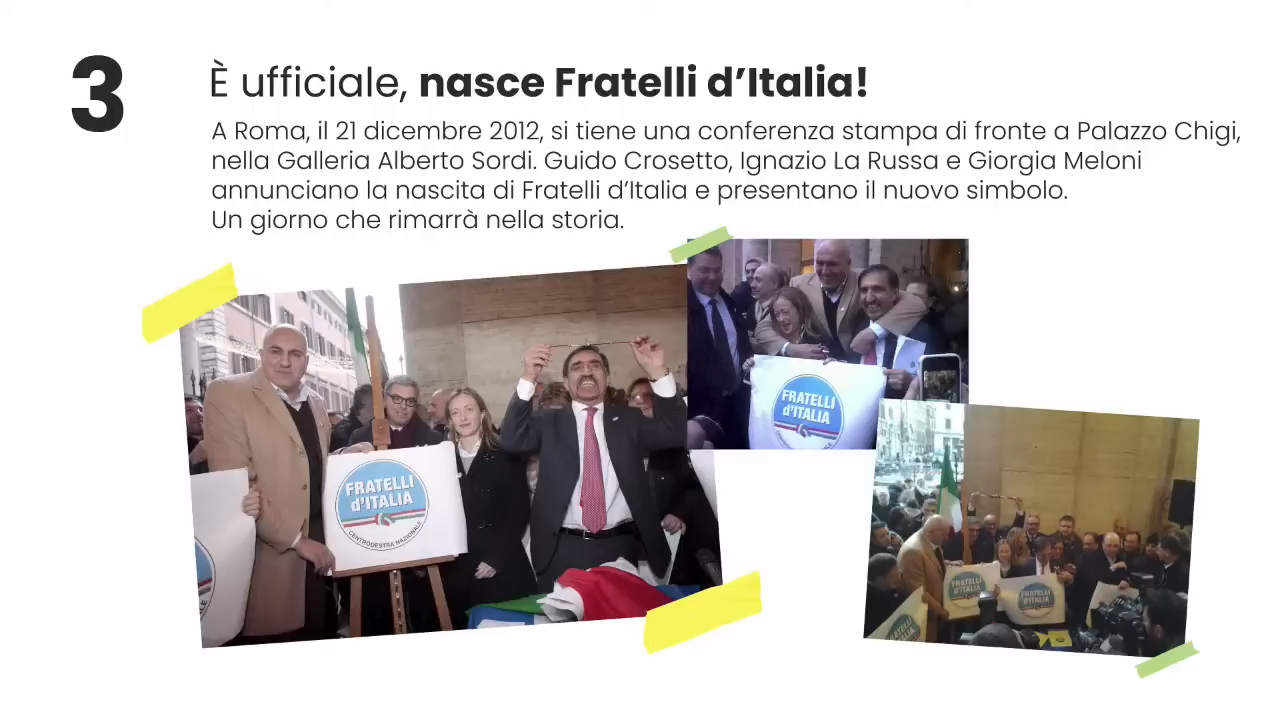 3
È ufficiale, nasce Fratelli d’Italia!
A Roma, il 21 dicembre 2012, si tiene una conferenza stampa di fronte a Palazzo Chigi,
nella Galleria Alberto Sordi. Guido Crosetto, Ignazio La Russa e Giorgia Meloni
annunciano la nascita di Fratelli d’Italia e presentano il nuovo simbolo.
Un giorno che rimarrà nella storia.
FRATELLI
d'ITALIA
CENTRODESTRA NAZIONALE
FRATELLI
d'ITALIA
FRATELLI
d'ITALIA
FRATELLI
d'ITALIA